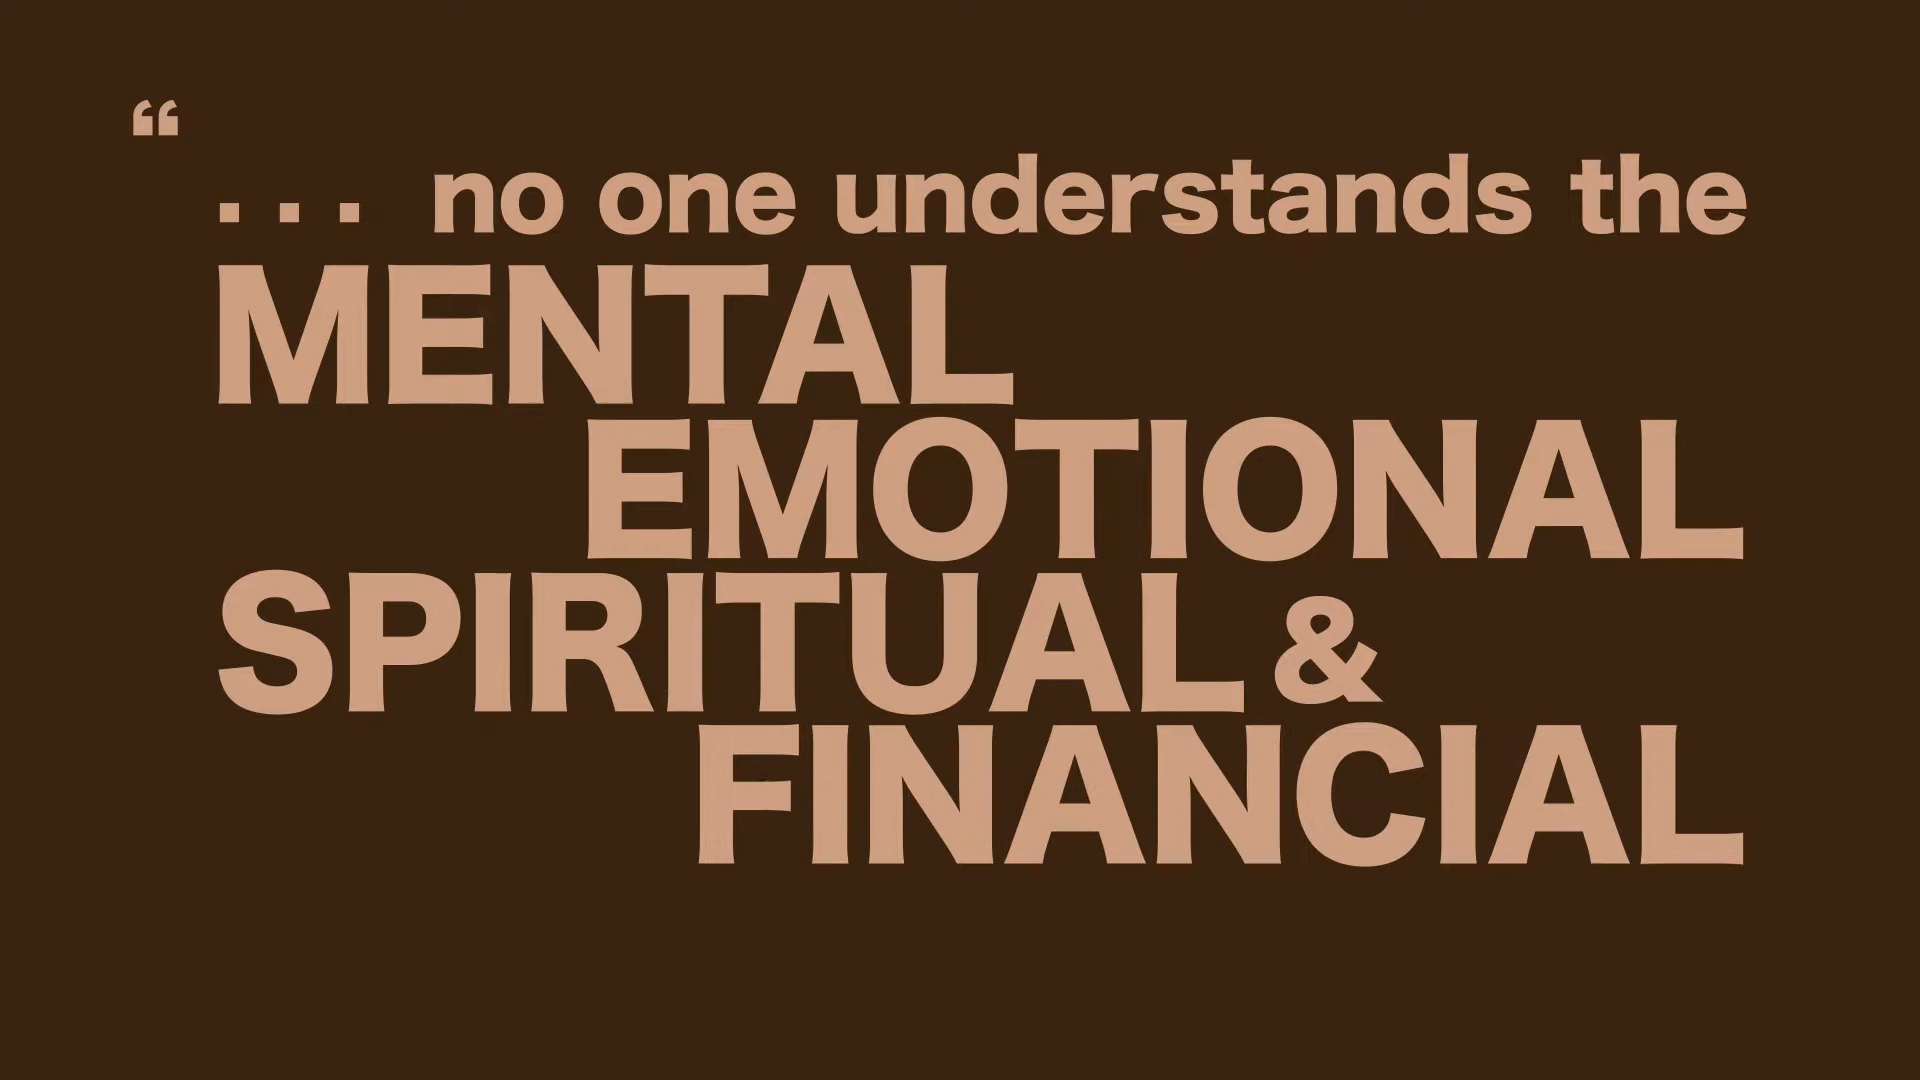 “
... no one understands the
MENTAL
EMOTIONAL
SPIRITUAL &
FINANCIAL